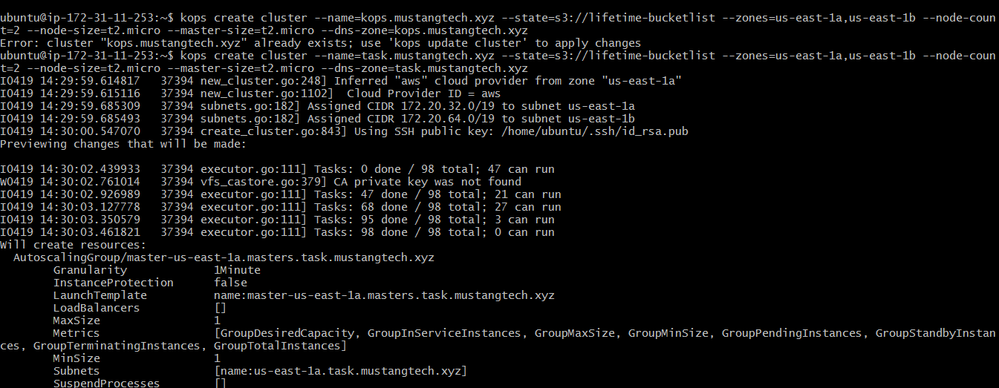 ubuntu@ip-172-31-11-253:~$ kops create cluster --name=kops.mustangtech.xyz --state=s3://lifetime-bucketlist --zones=us-east-1a,us-east-1b --node-coun
t=2 --node-size=t2.micro --master-size=t2.micro --dns-zone=kops.mustangtech.xyz
Error: cluster "kops.mustangtech.xyz" already exists; use 'kops update cluster' to apply changes
ubuntu@ip-172-31-11-253:~$ kops create cluster --name=task.mustangtech.xyz --state=s3://lifetime-bucketlist --zones=us-east-1a,us-east-1b --node-coun
t=2 --node-size=t2.micro --master-size=t2.micro --dns-zone=task.mustangtech.xyz
I0419 14:29:59.614817   37394 new_cluster.go:248] Inferred "aws" cloud provider from zone "us-east-1a"
I0419 14:29:59.615116   37394 new_cluster.go:1102]  Cloud Provider ID = aws
I0419 14:29:59.685309   37394 subnets.go:182] Assigned CIDR 172.20.32.0/19 to subnet us-east-1a
I0419 14:29:59.685493   37394 subnets.go:182] Assigned CIDR 172.20.64.0/19 to subnet us-east-1b
I0419 14:30:00.547070   37394 create_cluster.go:843] Using SSH public key: /home/ubuntu/.ssh/id_rsa.pub
Previewing changes that will be made:
I0419 14:30:02.439933   37394 executor.go:111] Tasks: 0 done / 98 total; 47 can run
W0419 14:30:02.761014   37394 vfs_castore.go:379] CA private key was not found
I0419 14:30:02.926989   37394 executor.go:111] Tasks: 47 done / 98 total; 21 can run
I0419 14:30:03.127778   37394 executor.go:111] Tasks: 68 done / 98 total; 27 can run
I0419 14:30:03.350579   37394 executor.go:111] Tasks: 95 done / 98 total; 3 can run
I0419 14:30:03.461821   37394 executor.go:111] Tasks: 98 done / 98 total; 0 can run
Will create resources:
  AutoscalingGroup/master-us-east-1a.masters.task.mustangtech.xyz
        Granularity             1Minute
        InstanceProtection      false
        LaunchTemplate          name:master-us-east-1a.masters.task.mustangtech.xyz
        LoadBalancers           []
        MaxSize                 1
        Metrics                 [GroupDesiredCapacity, GroupInServiceInstances, GroupMaxSize, GroupMinSize, GroupPendingInstances, GroupStandbyInstan
ces, GroupTerminatingInstances, GroupTotalInstances]
        MinSize                 1
        Subnets                 [name:us-east-1a.task.mustangtech.xyz]
        SuspendProcesses        []